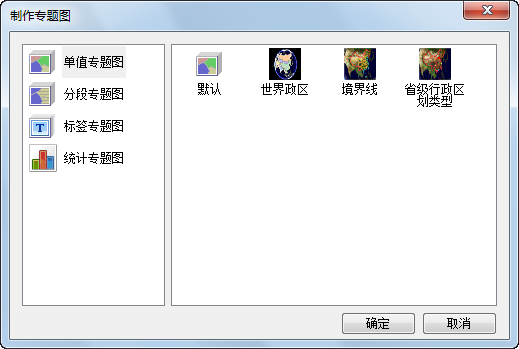 制作专题图
单值专题图
分段专题图
标签专题图
统计专题图
默认
世界政区
境界线
省级行政区
划类型
确定
取消